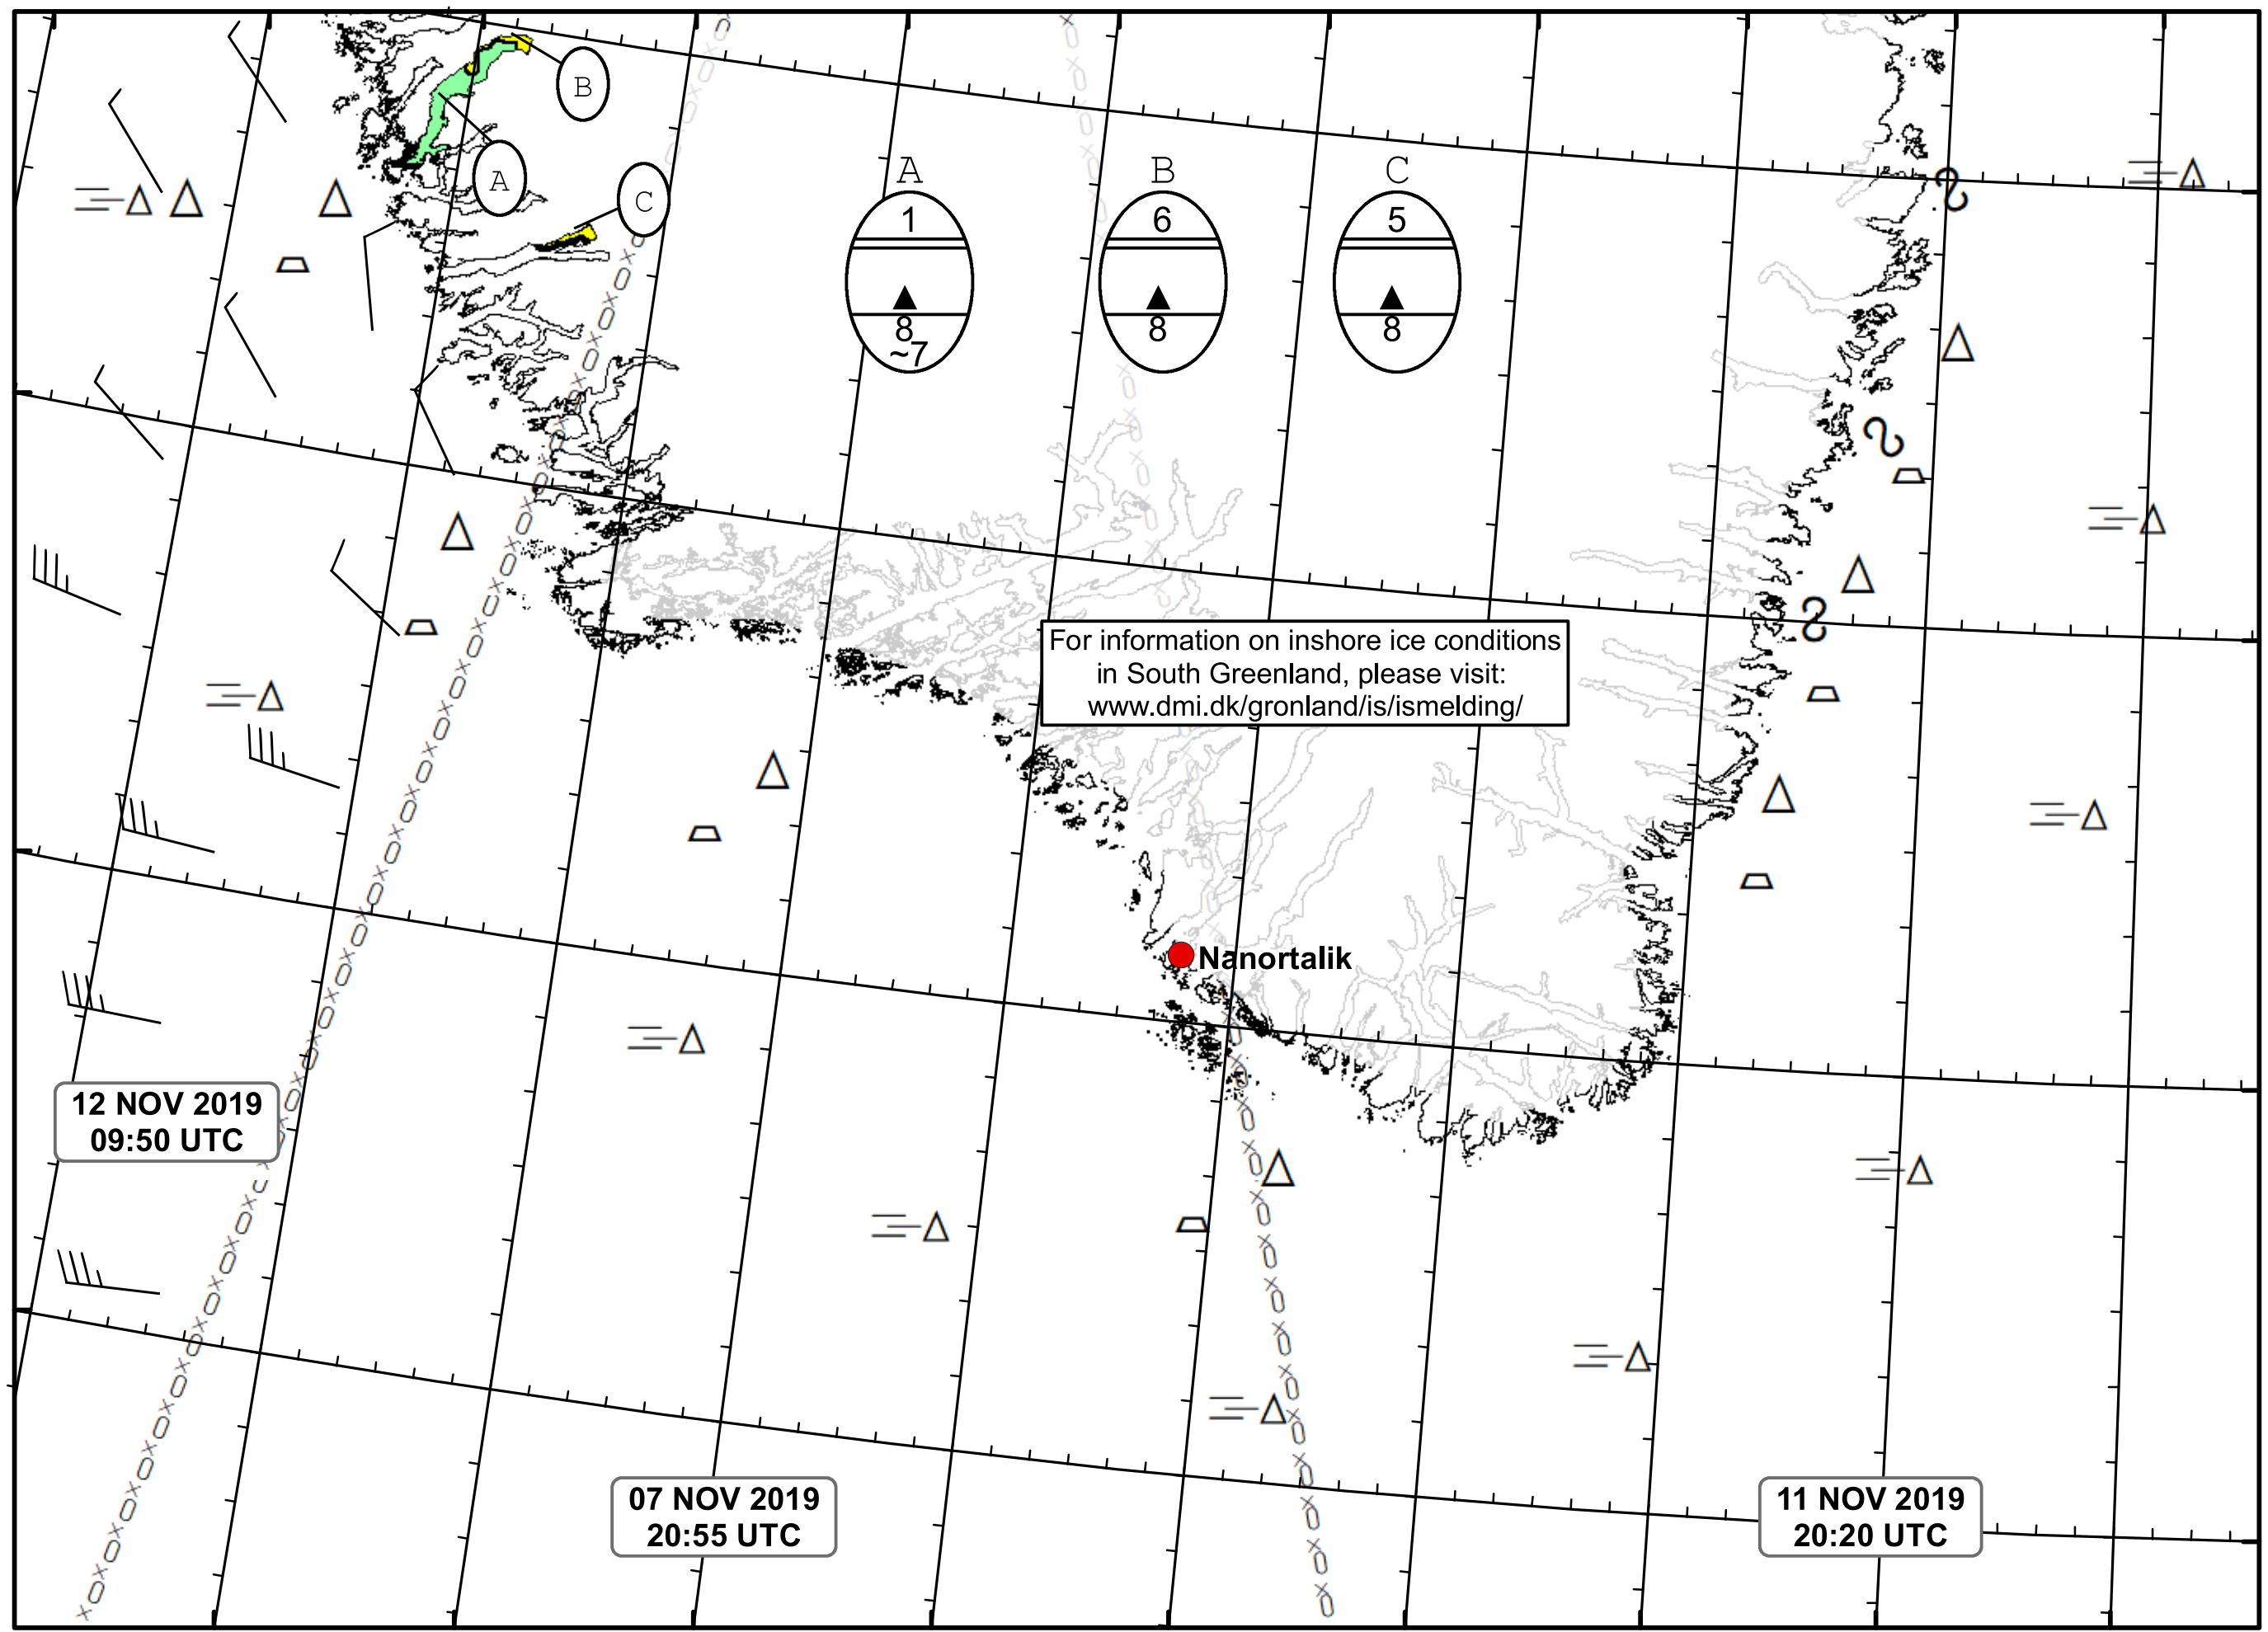 B
A
C
A
B
C
1
6
5
8
~7
8
8
For information on inshore ice conditions
in South Greenland, please visit:
www.dmi.dk/gronland/is/ismelding/
Nanortalik
12 NOV 2019
09:50 UTC
07 NOV 2019
20:55 UTC
11 NOV 2019
20:20 UTC